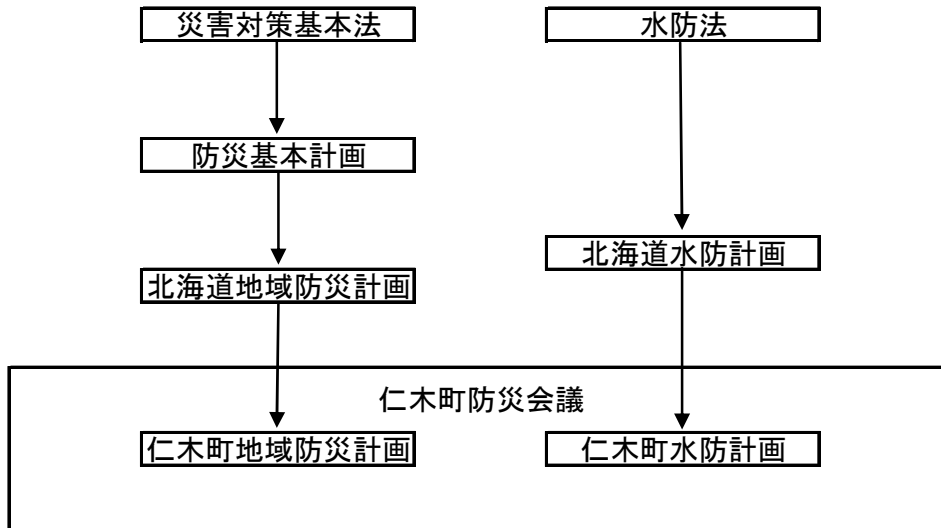 災害対策基本法
水防法
防災基本計画
北海道水防計画
北海道地域防災計画
仁木町防災会議
仁木町地域防災計画
仁木町水防計画